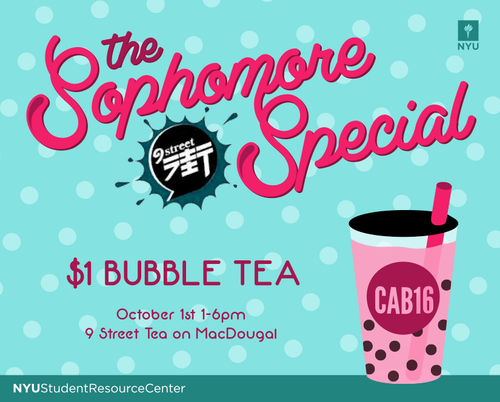 the
Sophomore
Special
NYU
9 street
$1 BUBBLE TEA
October 1st 1-6pm
9 Street Tea on MacDougal
CAB16
NYUStudentResourceCenter